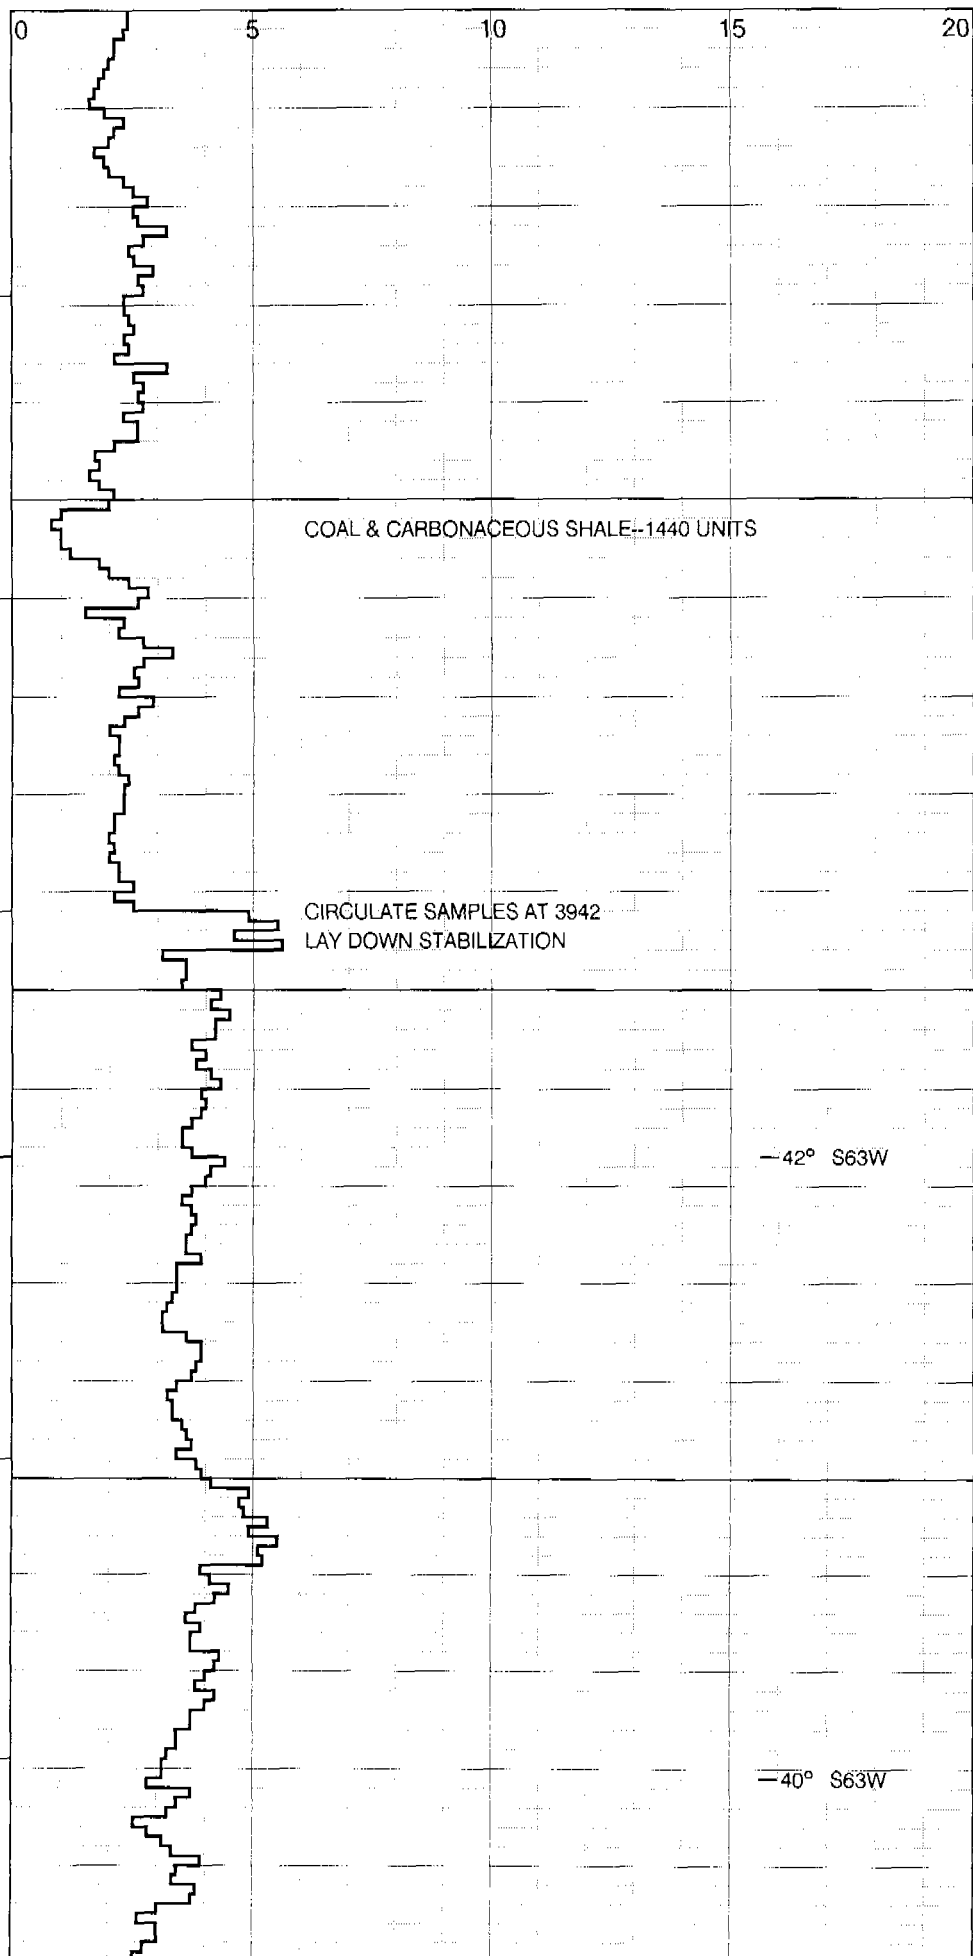 0 5 10 15 20
COAL & CARBONACEOUS SHALE--1440 UNITS
CIRCULATE SAMPLES AT 3942
LAY DOWN STABILIZATION
—42° S63W
—40° S63W